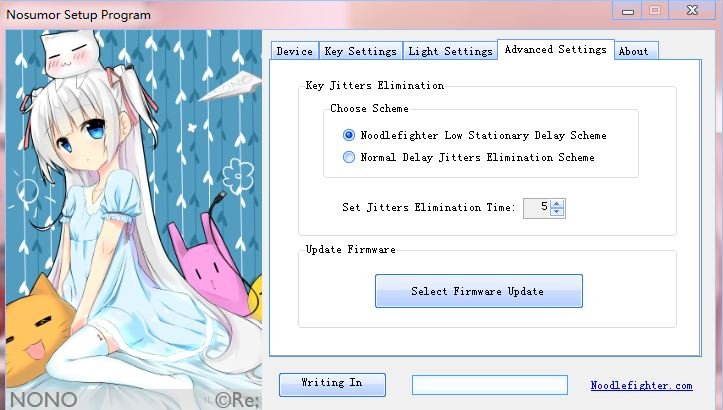 Nosumor Setup Program
Device
Key Settings
Light Settings
Advanced Settings
About
Key Jitters Elimination
Choose Scheme
Noodlefighter Low Stationary Delay Scheme
Normal Delay Jitters Elimination Scheme
Set Jitters Elimination Time:
5
Update Firmware
Select Firmware Update
Writing In
Noodlefighter.com
NONO
©Re;